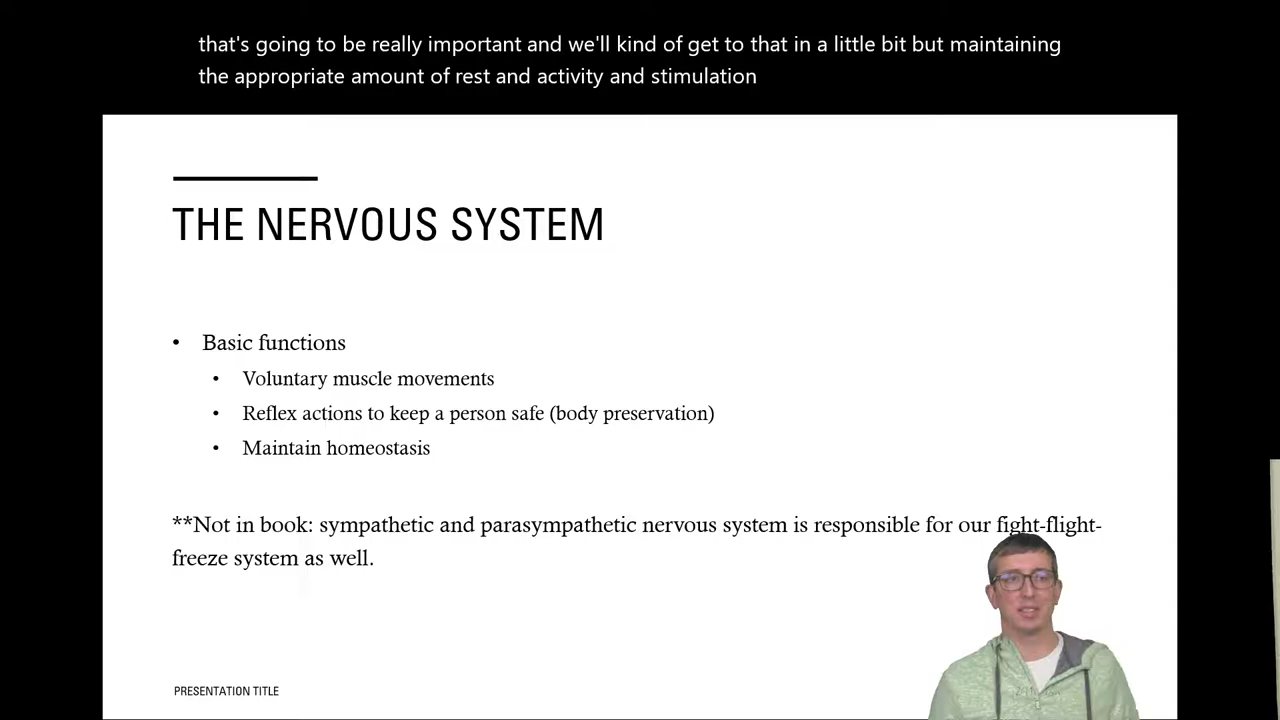 that's going to be really important and we'll kind of get to that in a little bit but maintaining
the appropriate amount of rest and activity and stimulation
THE NERVOUS SYSTEM
• Basic functions
• Voluntary muscle movements
• Reflex actions to keep a person safe (body preservation)
• Maintain homeostasis
**Not in book: sympathetic and parasympathetic nervous system is responsible for our fight-flight-
freeze system as well.
PRESENTATION TITLE